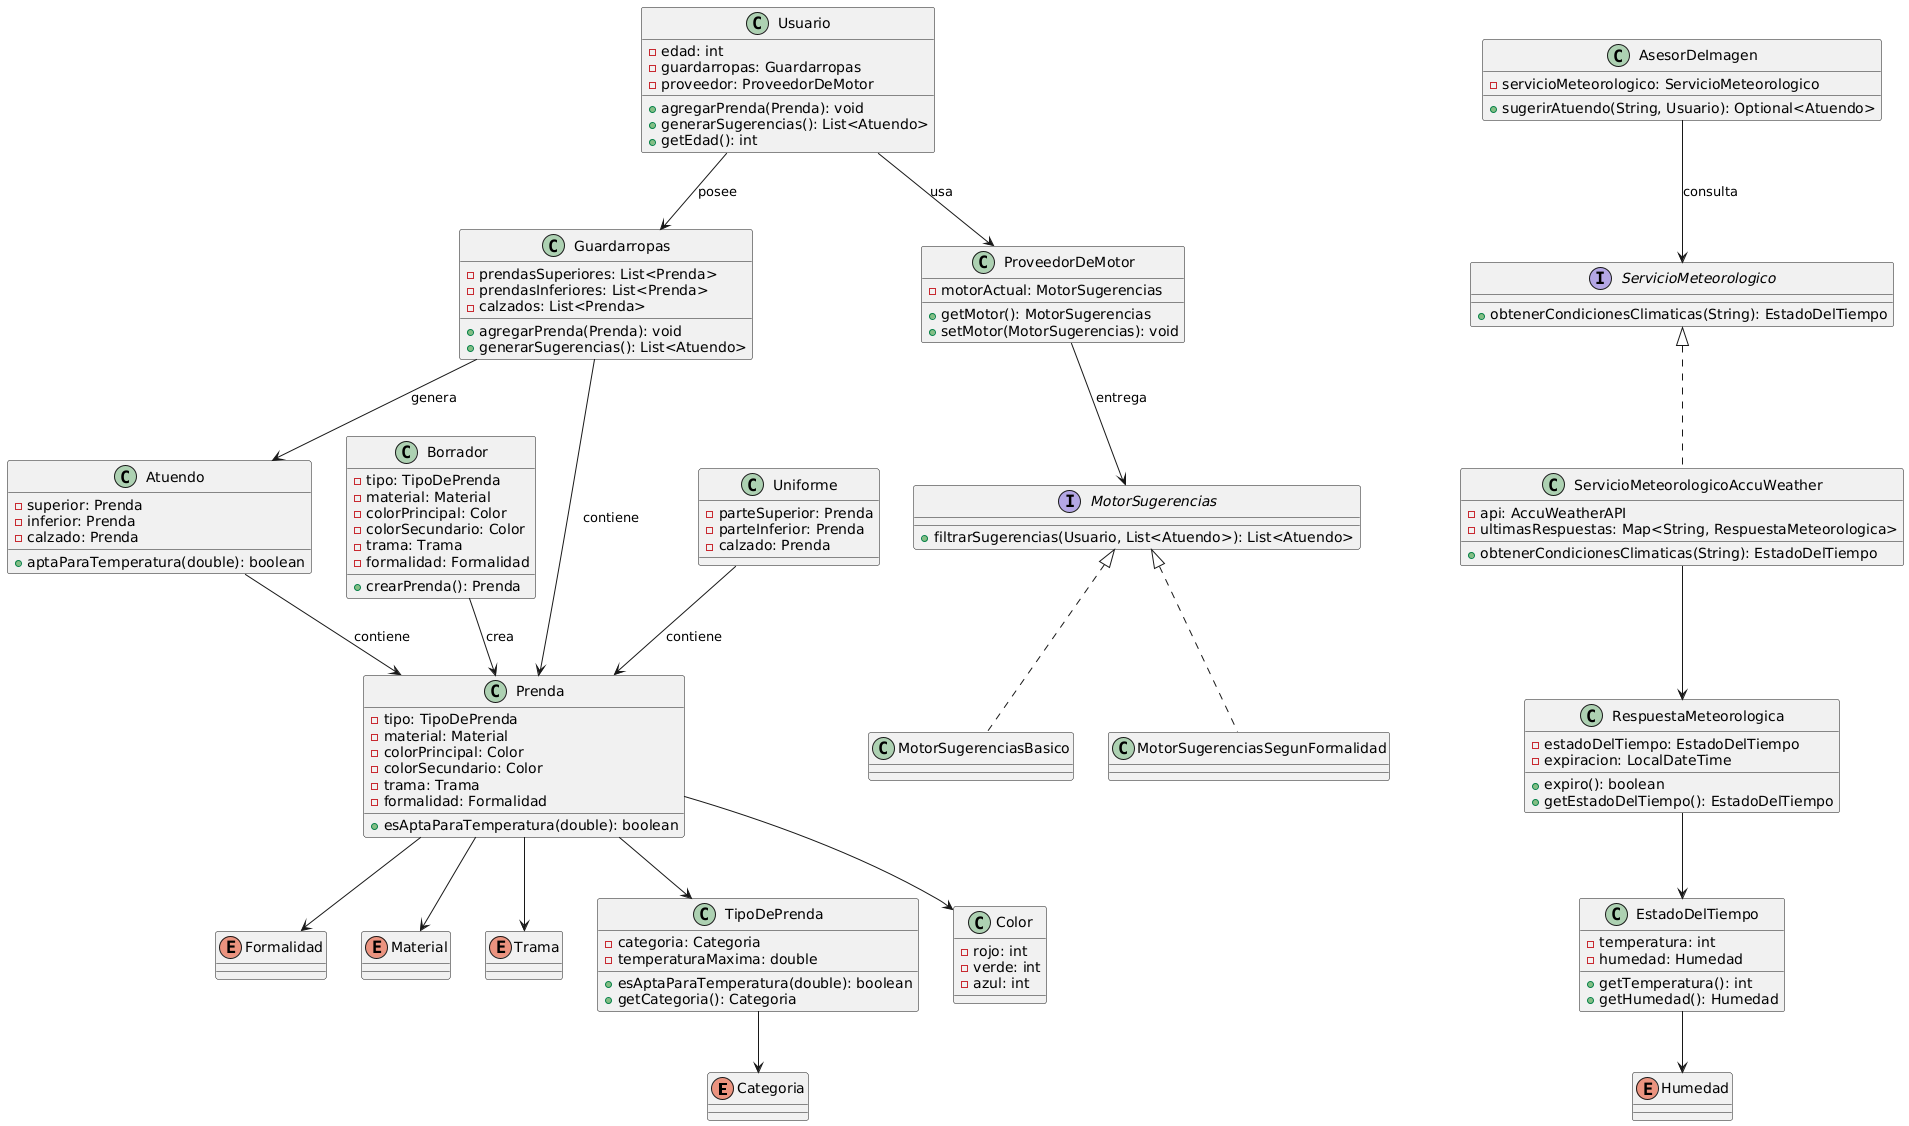 C Usuario
edad: int
guardarropas: Guardarropas
proveedor: ProveedorDeMotor
agregarPrenda(Prenda): void
generarSugerencias(): List<Atuendo>
getEdad(): int
C AsesorDeImagen
servicioMeteorologico: ServicioMeteorologico
sugerirAtuendo(String, Usuario): Optional<Atuendo>
posee
usa
consulta
C Guardarropas
prendasSuperiores: List<Prenda>
prendasInferiores: List<Prenda>
calzados: List<Prenda>
agregarPrenda(Prenda): void
generarSugerencias(): List<Atuendo>
C ProveedorDeMotor
motorActual: MotorSugerencias
getMotor(): MotorSugerencias
setMotor(MotorSugerencias): void
I ServicioMeteorologico
obtenerCondicionesClimaticas(String): EstadoDelTiempo
genera
entrega
C Atuendo
superior: Prenda
inferior: Prenda
calzado: Prenda
aptaParaTemperatura(double): boolean
C Borrador
tipo: TipoDePrenda
material: Material
colorPrincipal: Color
colorSecundario: Color
trama: Trama
formalidad: Formalidad
crearPrenda(): Prenda
contiene
C Uniforme
parteSuperior: Prenda
parteInferior: Prenda
calzado: Prenda
I MotorSugerencias
filtrarSugerencias(Usuario, List<Atuendo>): List<Atuendo>
C ServicioMeteorologicoAccuWeather
api: AccuWeatherAPI
ultimasRespuestas: Map<String, RespuestaMeteorologica>
obtenerCondicionesClimaticas(String): EstadoDelTiempo
contiene
crea
contiene
C Prenda
tipo: TipoDePrenda
material: Material
colorPrincipal: Color
colorSecundario: Color
trama: Trama
formalidad: Formalidad
esAptaParaTemperatura(double): boolean
C MotorSugerenciasBasico
C MotorSugerenciasSegunFormalidad
C RespuestaMeteorologica
estadoDelTiempo: EstadoDelTiempo
expiracion: LocalDateTime
expiro(): boolean
getEstadoDelTiempo(): EstadoDelTiempo
E Formalidad
E Material
E Trama
C TipoDePrenda
categoria: Categoria
temperaturaMaxima: double
esAptaParaTemperatura(double): boolean
getCategoria(): Categoria
C Color
rojo: int
verde: int
azul: int
C EstadoDelTiempo
temperatura: int
humedad: Humedad
getTemperatura(): int
getHumedad(): Humedad
E Categoria
E Humedad